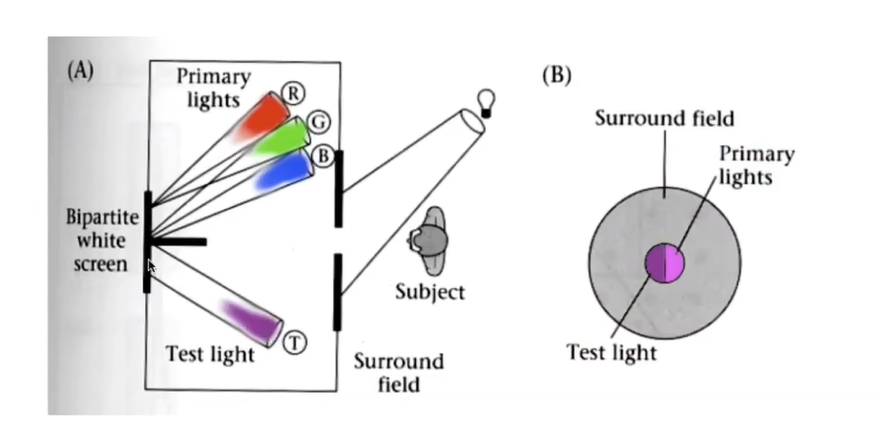 (A)
Primary
lights
R
G
B
Bipartite
white
screen
Subject
Test light
T
Surround
field
(B)
Surround field
Primary
lights
Test light